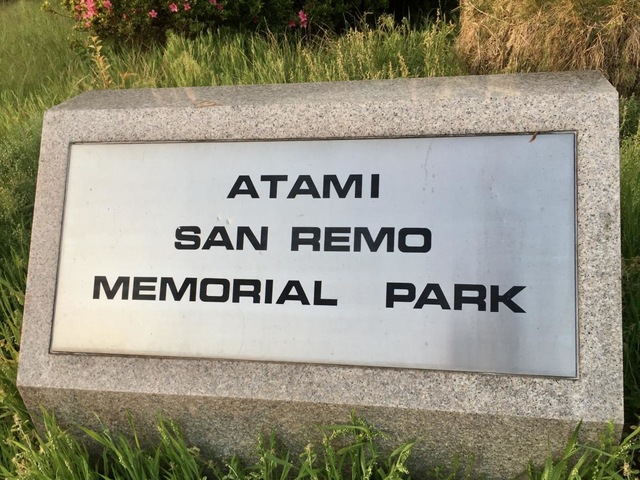 ATAMI
SAN REMO
MEMORIAL PARK